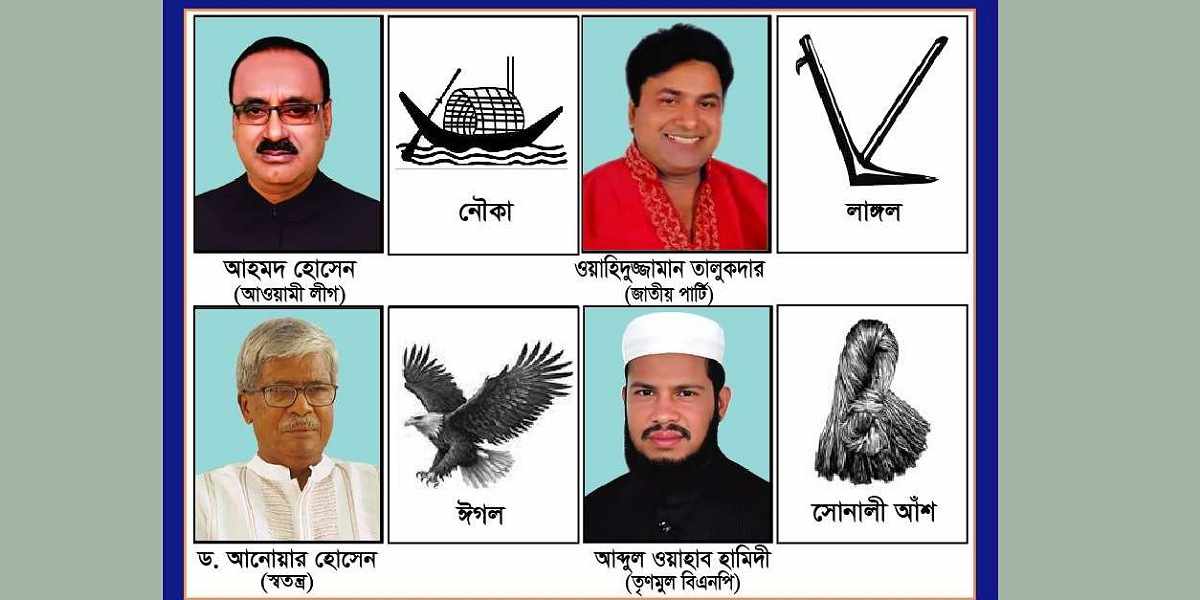 নৌকা
লাঙ্গল
আহমদ হোসেন
(আওয়ামী লীগ)
ওয়াহিদুজ্জামান তালুকদার
(জাতীয় পার্টি)
ঈগল
সোনালী আঁশ
ড. আনোয়ার হোসেন
(স্বতন্ত্র)
আব্দুল ওয়াহাব হামিদী
(তৃণমুল বিএনপি)